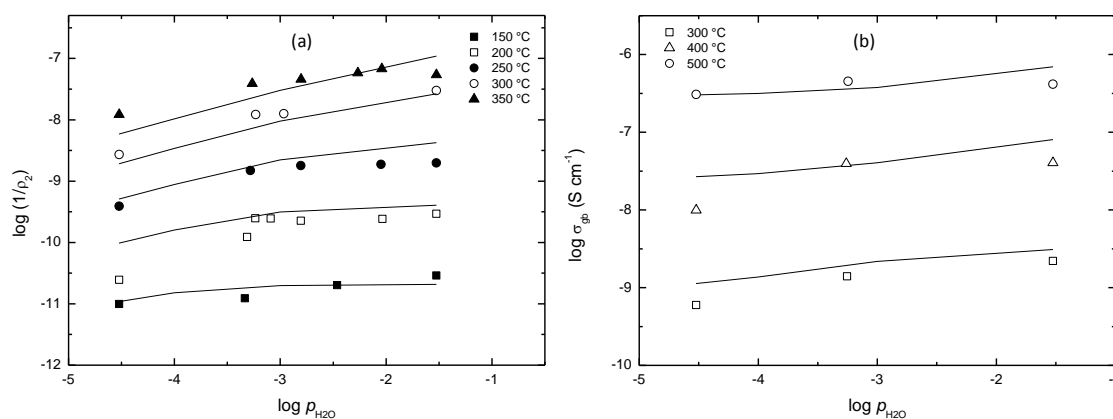 (a)
150 °C
200 °C
250 °C
300 °C
350 °C
-7
-8
-9
-10
-11
-12
log (1/ρ2)
-5 -4 -3 -2 -1
log pH2O
(b)
300 °C
400 °C
500 °C
-6
-7
-8
-9
-10
log σgb (S cm-1)
-5 -4 -3 -2 -1
log pH2O